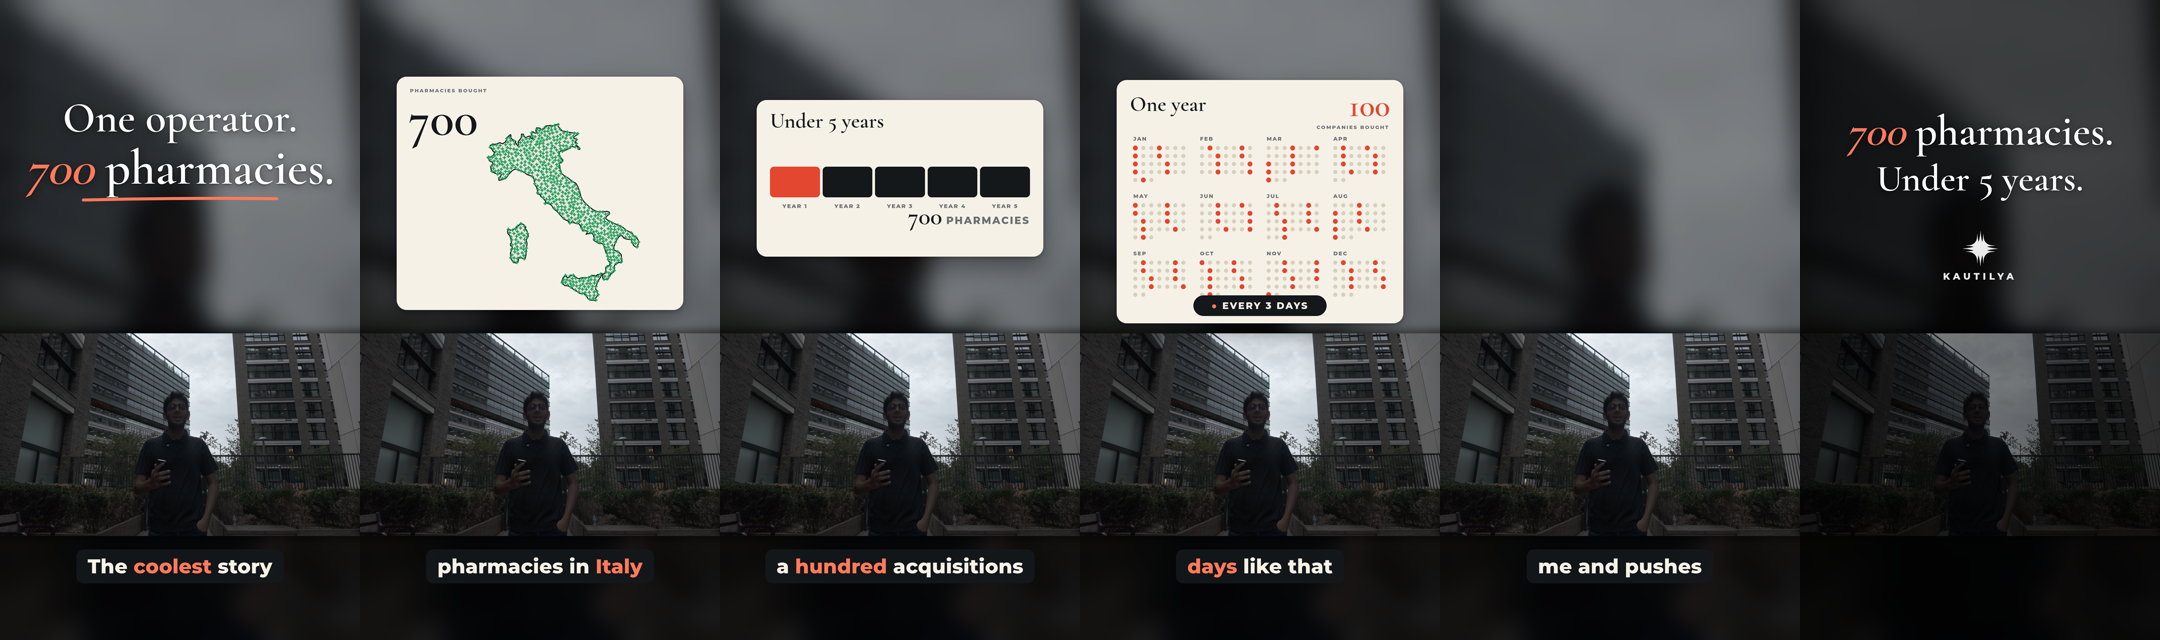 One operator.
700 pharmacies.
The coolest story
PHARMACIES BOUGHT
700
pharmacies in Italy
Under 5 years
YEAR 1
YEAR 2
YEAR 3
YEAR 4
YEAR 5
700 PHARMACIES
a hundred acquisitions
One year
100
COMPANIES BOUGHT
JAN
FEB
MAR
APR
MAY
JUN
JUL
AUG
SEP
OCT
NOV
DEC
• EVERY 3 DAYS
days like that
me and pushes
700 pharmacies.
Under 5 years.
KAUTILYA